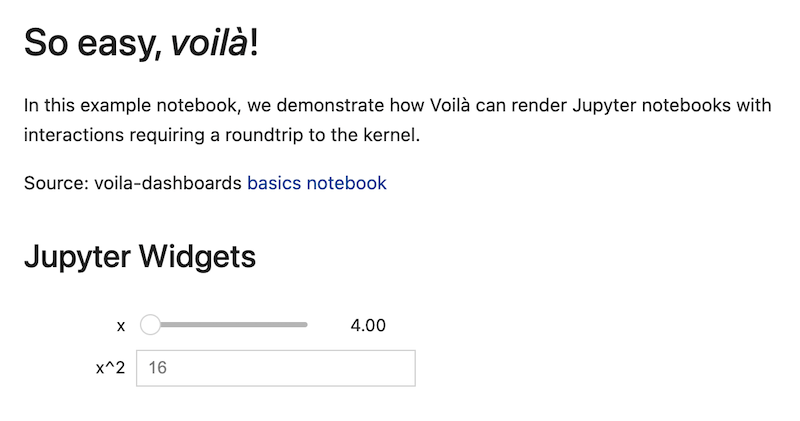 So easy, voilà!
In this example notebook, we demonstrate how Voilà can render Jupyter notebooks with
interactions requiring a roundtrip to the kernel.
Source: voila-dashboards basics notebook
Jupyter Widgets
x 4.00
x^2 16